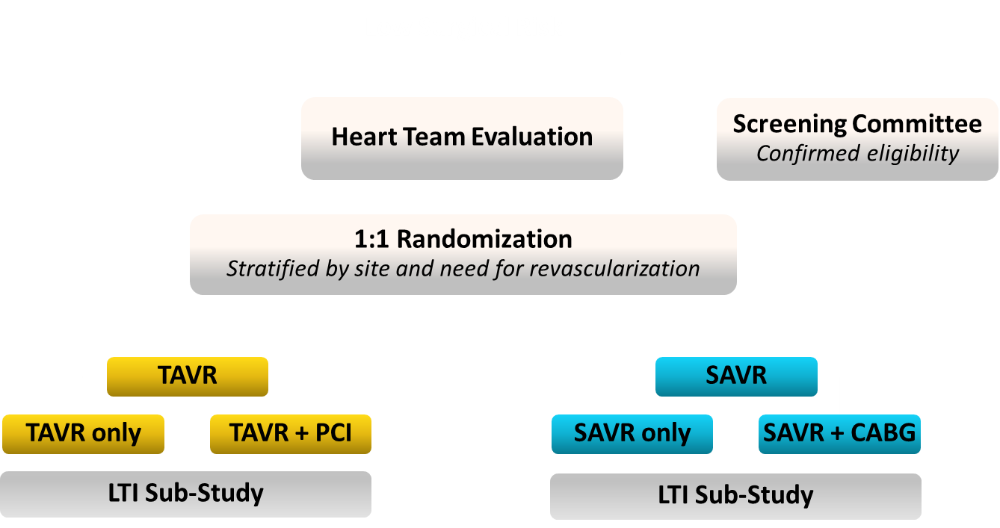 Heart Team Evaluation
Screening Committee
Confirmed eligibility
1:1 Randomization
Stratified by site and need for revascularization
TAVR
SAVR
TAVR only
TAVR + PCI
SAVR only
SAVR + CABG
LTI Sub-Study
LTI Sub-Study